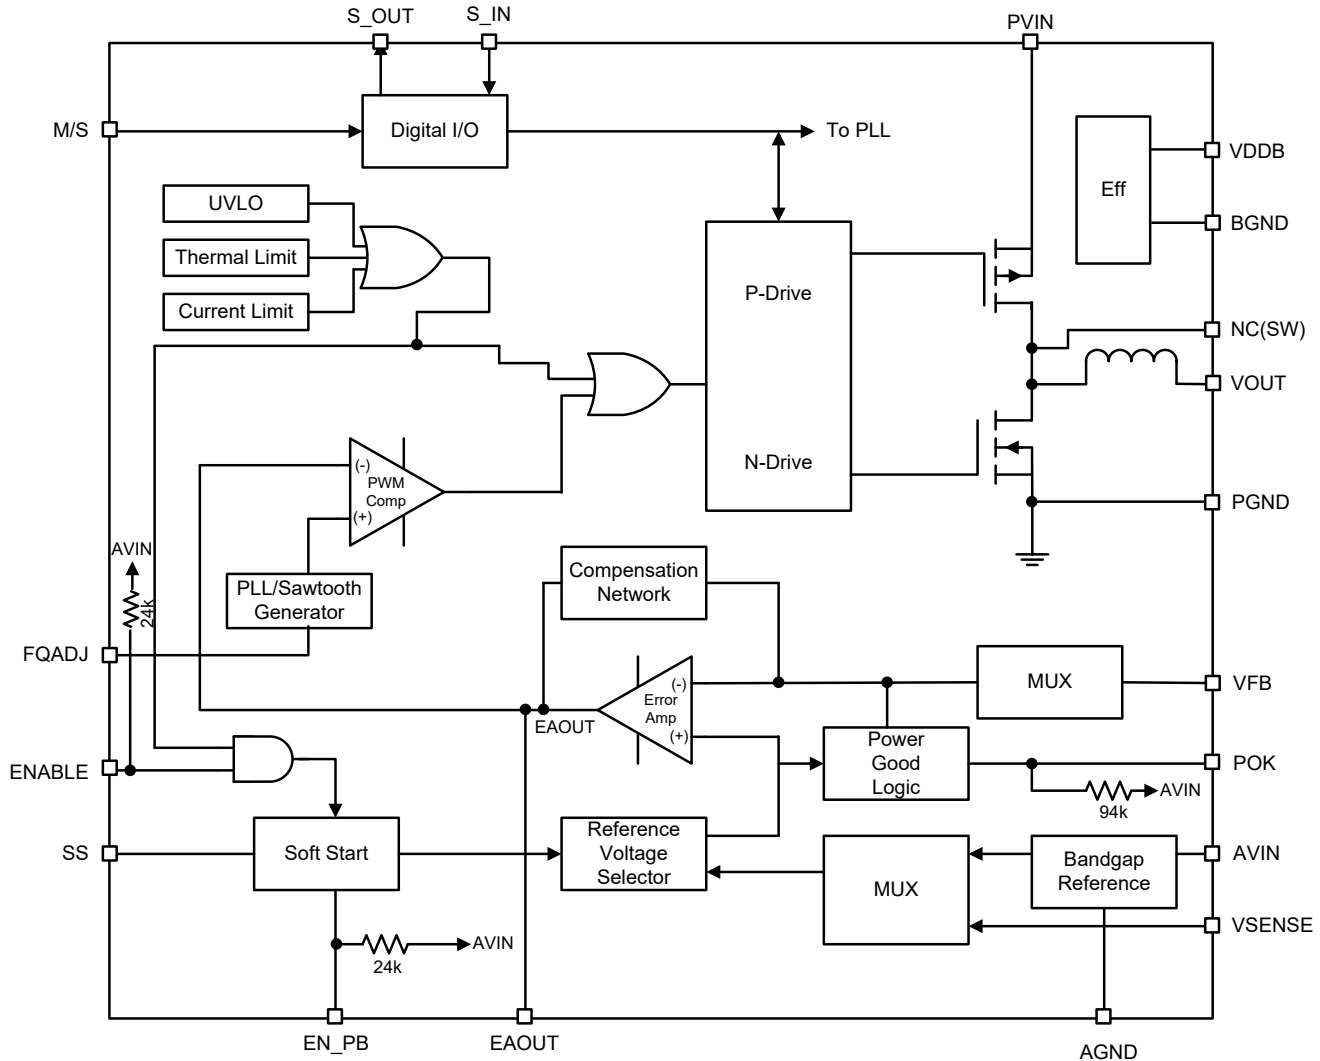 S_OUT
S_IN
PVIN
M/S
Digital I/O
To PLL
VDDB
Eff
BGND
UVLO
Thermal Limit
Current Limit
P-Drive
NC(SW)
VOUT
(-)
PWM
Comp
(+)
N-Drive
PGND
AVIN
24k
PLL/Sawtooth
Generator
Compensation
Network
FQADJ
(-)
Error
Amp
(+)
EAOUT
MUX
VFB
Power
Good
Logic
POK
AVIN
94k
ENABLE
SS
Soft Start
Reference
Voltage
Selector
MUX
Bandgap
Reference
AVIN
VSENSE
AVIN
24k
EN_PB
EAOUT
AGND